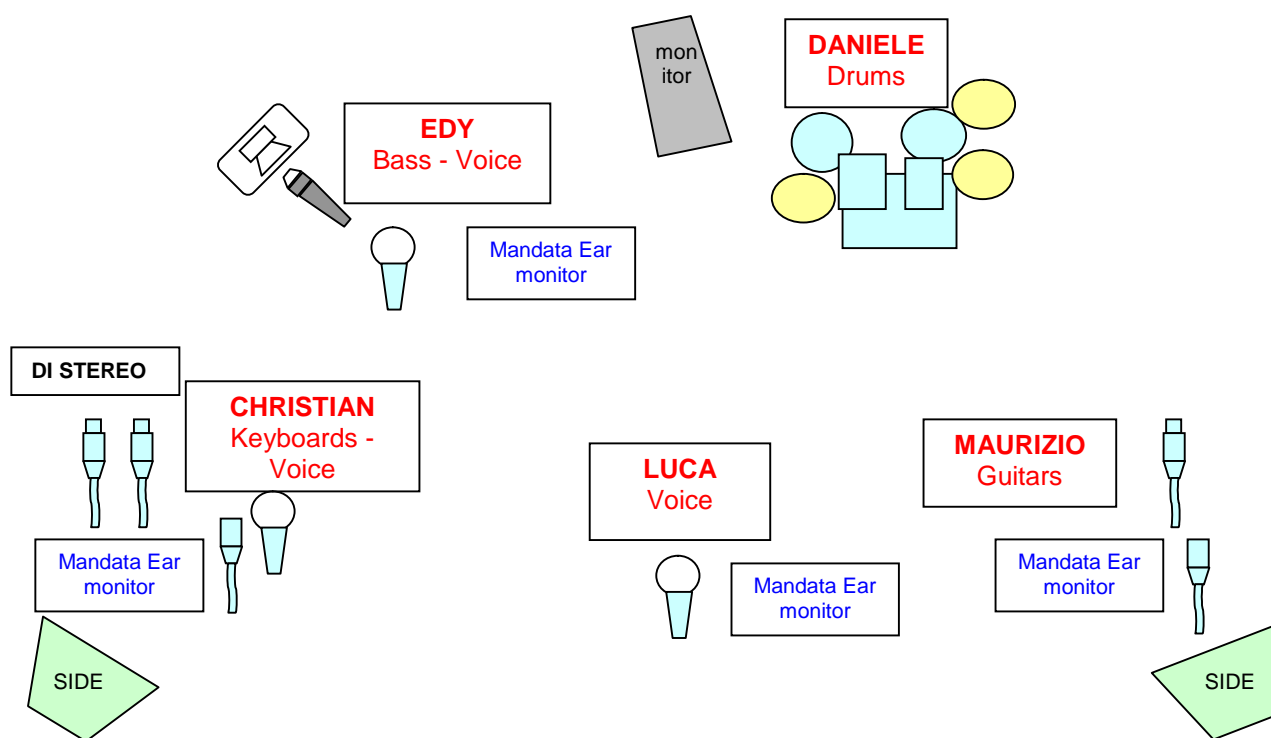 mon
itor
DANIELE
Drums
EDY
Bass - Voice
Mandata Ear
monitor
DI STEREO
CHRISTIAN
Keyboards -
Voice
LUCA
Voice
MAURIZIO
Guitars
Mandata Ear
monitor
Mandata Ear
monitor
Mandata Ear
monitor
SIDE
SIDE